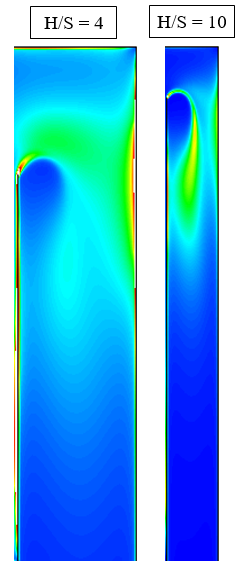 H/S = 4
H/S = 10